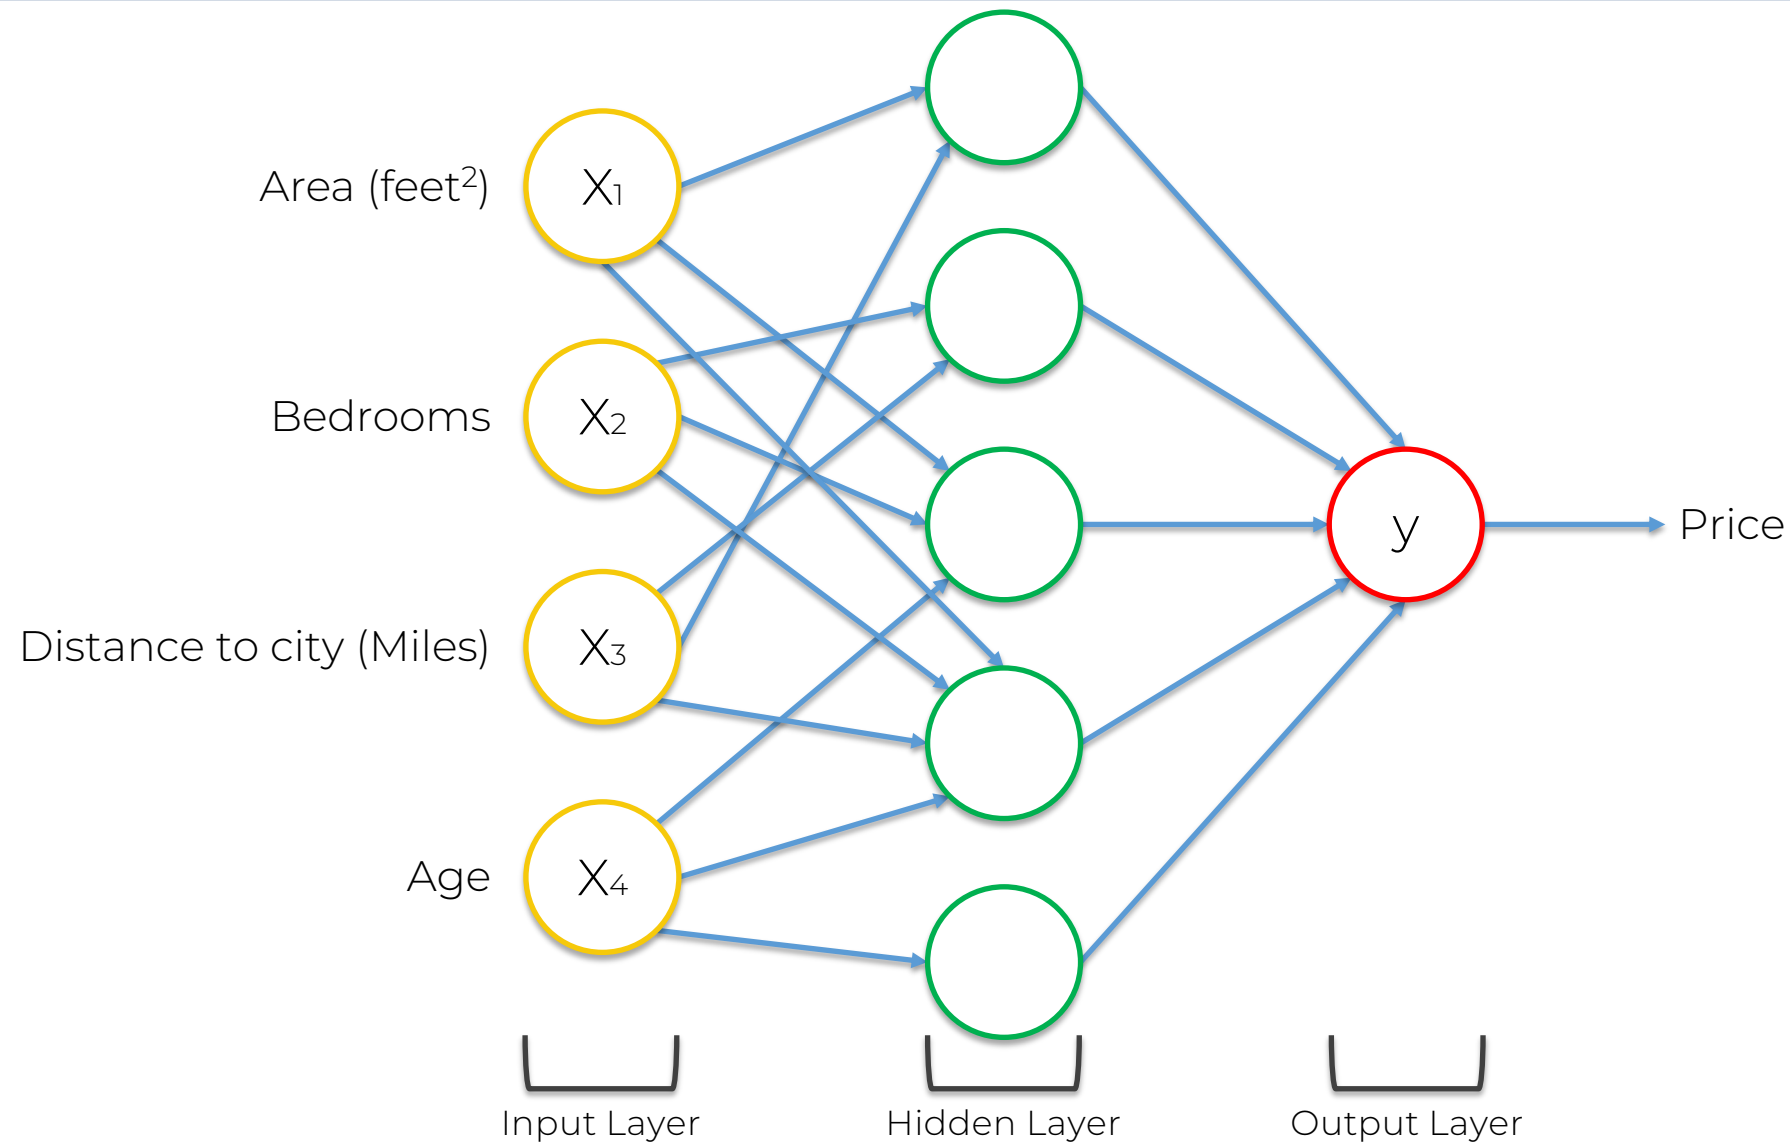 Area (feet²)
X₁
Bedrooms
X₂
Distance to city (Miles)
X₃
Age
X₄
y
Price
Input Layer
Hidden Layer
Output Layer